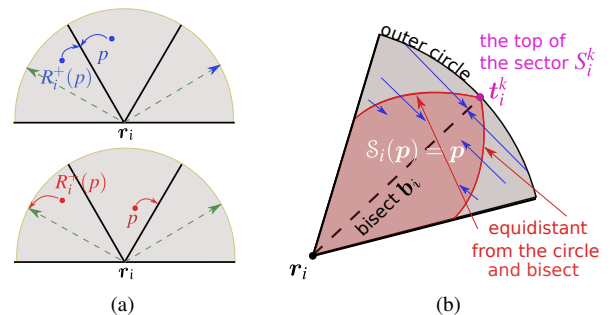 R_i^+(p)
p
r_i
R_i^+(p)
p
r_i
(a)
outer circle
the top of
the sector S_i^k
t_i^k
S_i(p) = p
bisect b_i
r_i
equidistant
from the circle
and bisect
(b)